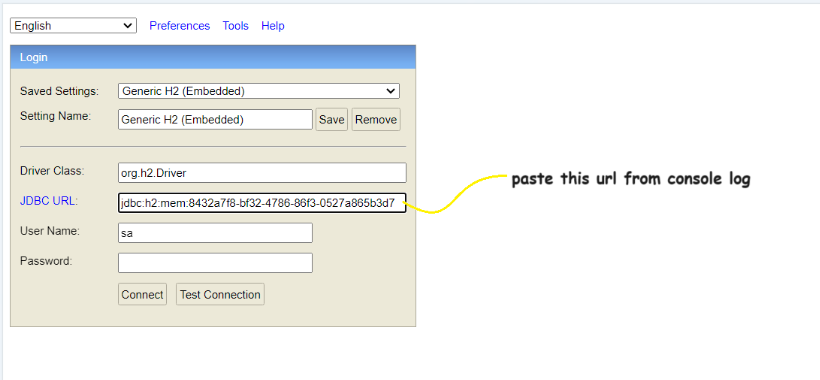 English Preferences Tools Help
Login
Saved Settings: Generic H2 (Embedded)
Setting Name: Generic H2 (Embedded) Save Remove
Driver Class: org.h2.Driver
JDBC URL: jdbc:h2:mem:8432a7f8-bf32-4786-86f3-0527a865b3d7
paste this url from console log
User Name: sa
Password:
Connect Test Connection